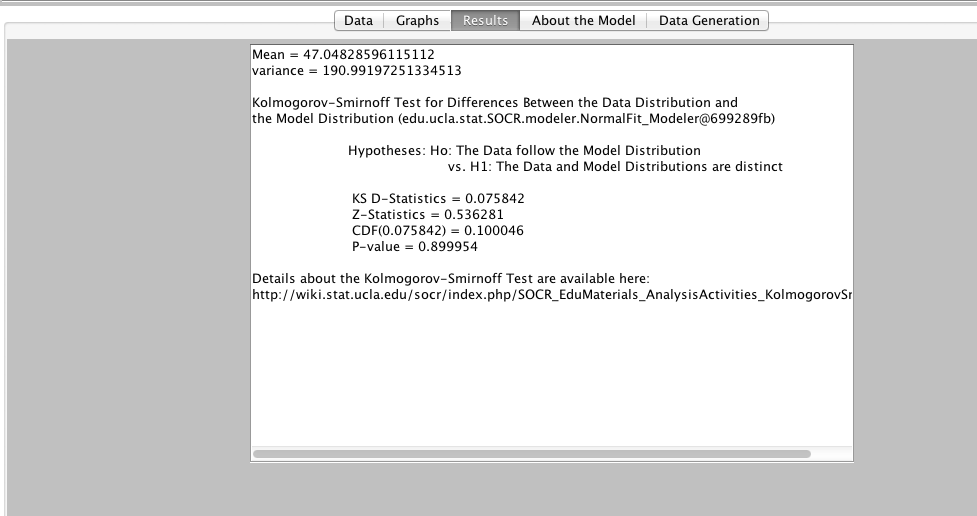 Data Graphs Results About the Model Data Generation
Mean = 47.04828596115112
variance = 190.99197251334513
Kolmogorov-Smirnoff Test for Differences Between the Data Distribution and
the Model Distribution (edu.ucla.stat.SOCR.modeler.NormalFit_Modeler@699289fb)
Hypotheses: Ho: The Data follow the Model Distribution
vs. H1: The Data and Model Distributions are distinct
KS D-Statistics = 0.075842
Z-Statistics = 0.536281
CDF(0.075842) = 0.100046
P-value = 0.899954
Details about the Kolmogorov-Smirnoff Test are available here:
http://wiki.stat.ucla.edu/socr/index.php/SOCR_EduMaterials_AnalysisActivities_KolmogorovSr